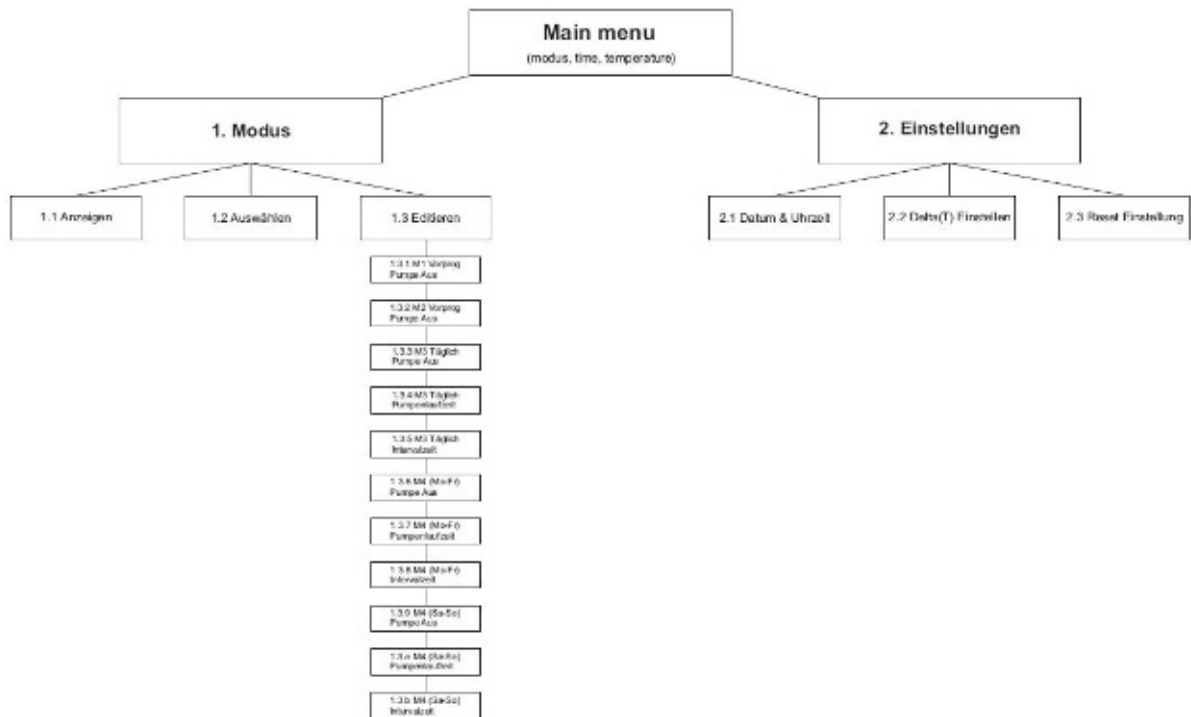 Main menu
(modus, time, temperature)
1. Modus
2. Einstellungen
1.1 Anzeigen
1.2 Auswählen
1.3 Editieren
2.1 Datum & Uhrzeit
2.2 Delta(T) Einstellen
2.3 Reset Einstellung
1.3.1 M1 Vorprog
Pumpe Aus
1.3.2 M2 Vorprog
Pumpe Aus
1.3.3 M3 Täglich
Pumpe Aus
1.3.4 M3 Täglich
Pumpenlaufzeit
1.3.5 M3 Täglich
Intervalzeit
1.3.6 M4 (Mo-Fr)
Pumpe Aus
1.3.7 M4 (Mo-Fr)
Pumpenlaufzeit
1.3.8 M4 (Mo-Fr)
Intervalzeit
1.3.9 M4 (Sa-So)
Pumpe Aus
1.3.a M4 (Sa-So)
Pumpenlaufzeit
1.3.b M4 (Sa-So)
Intervalzeit